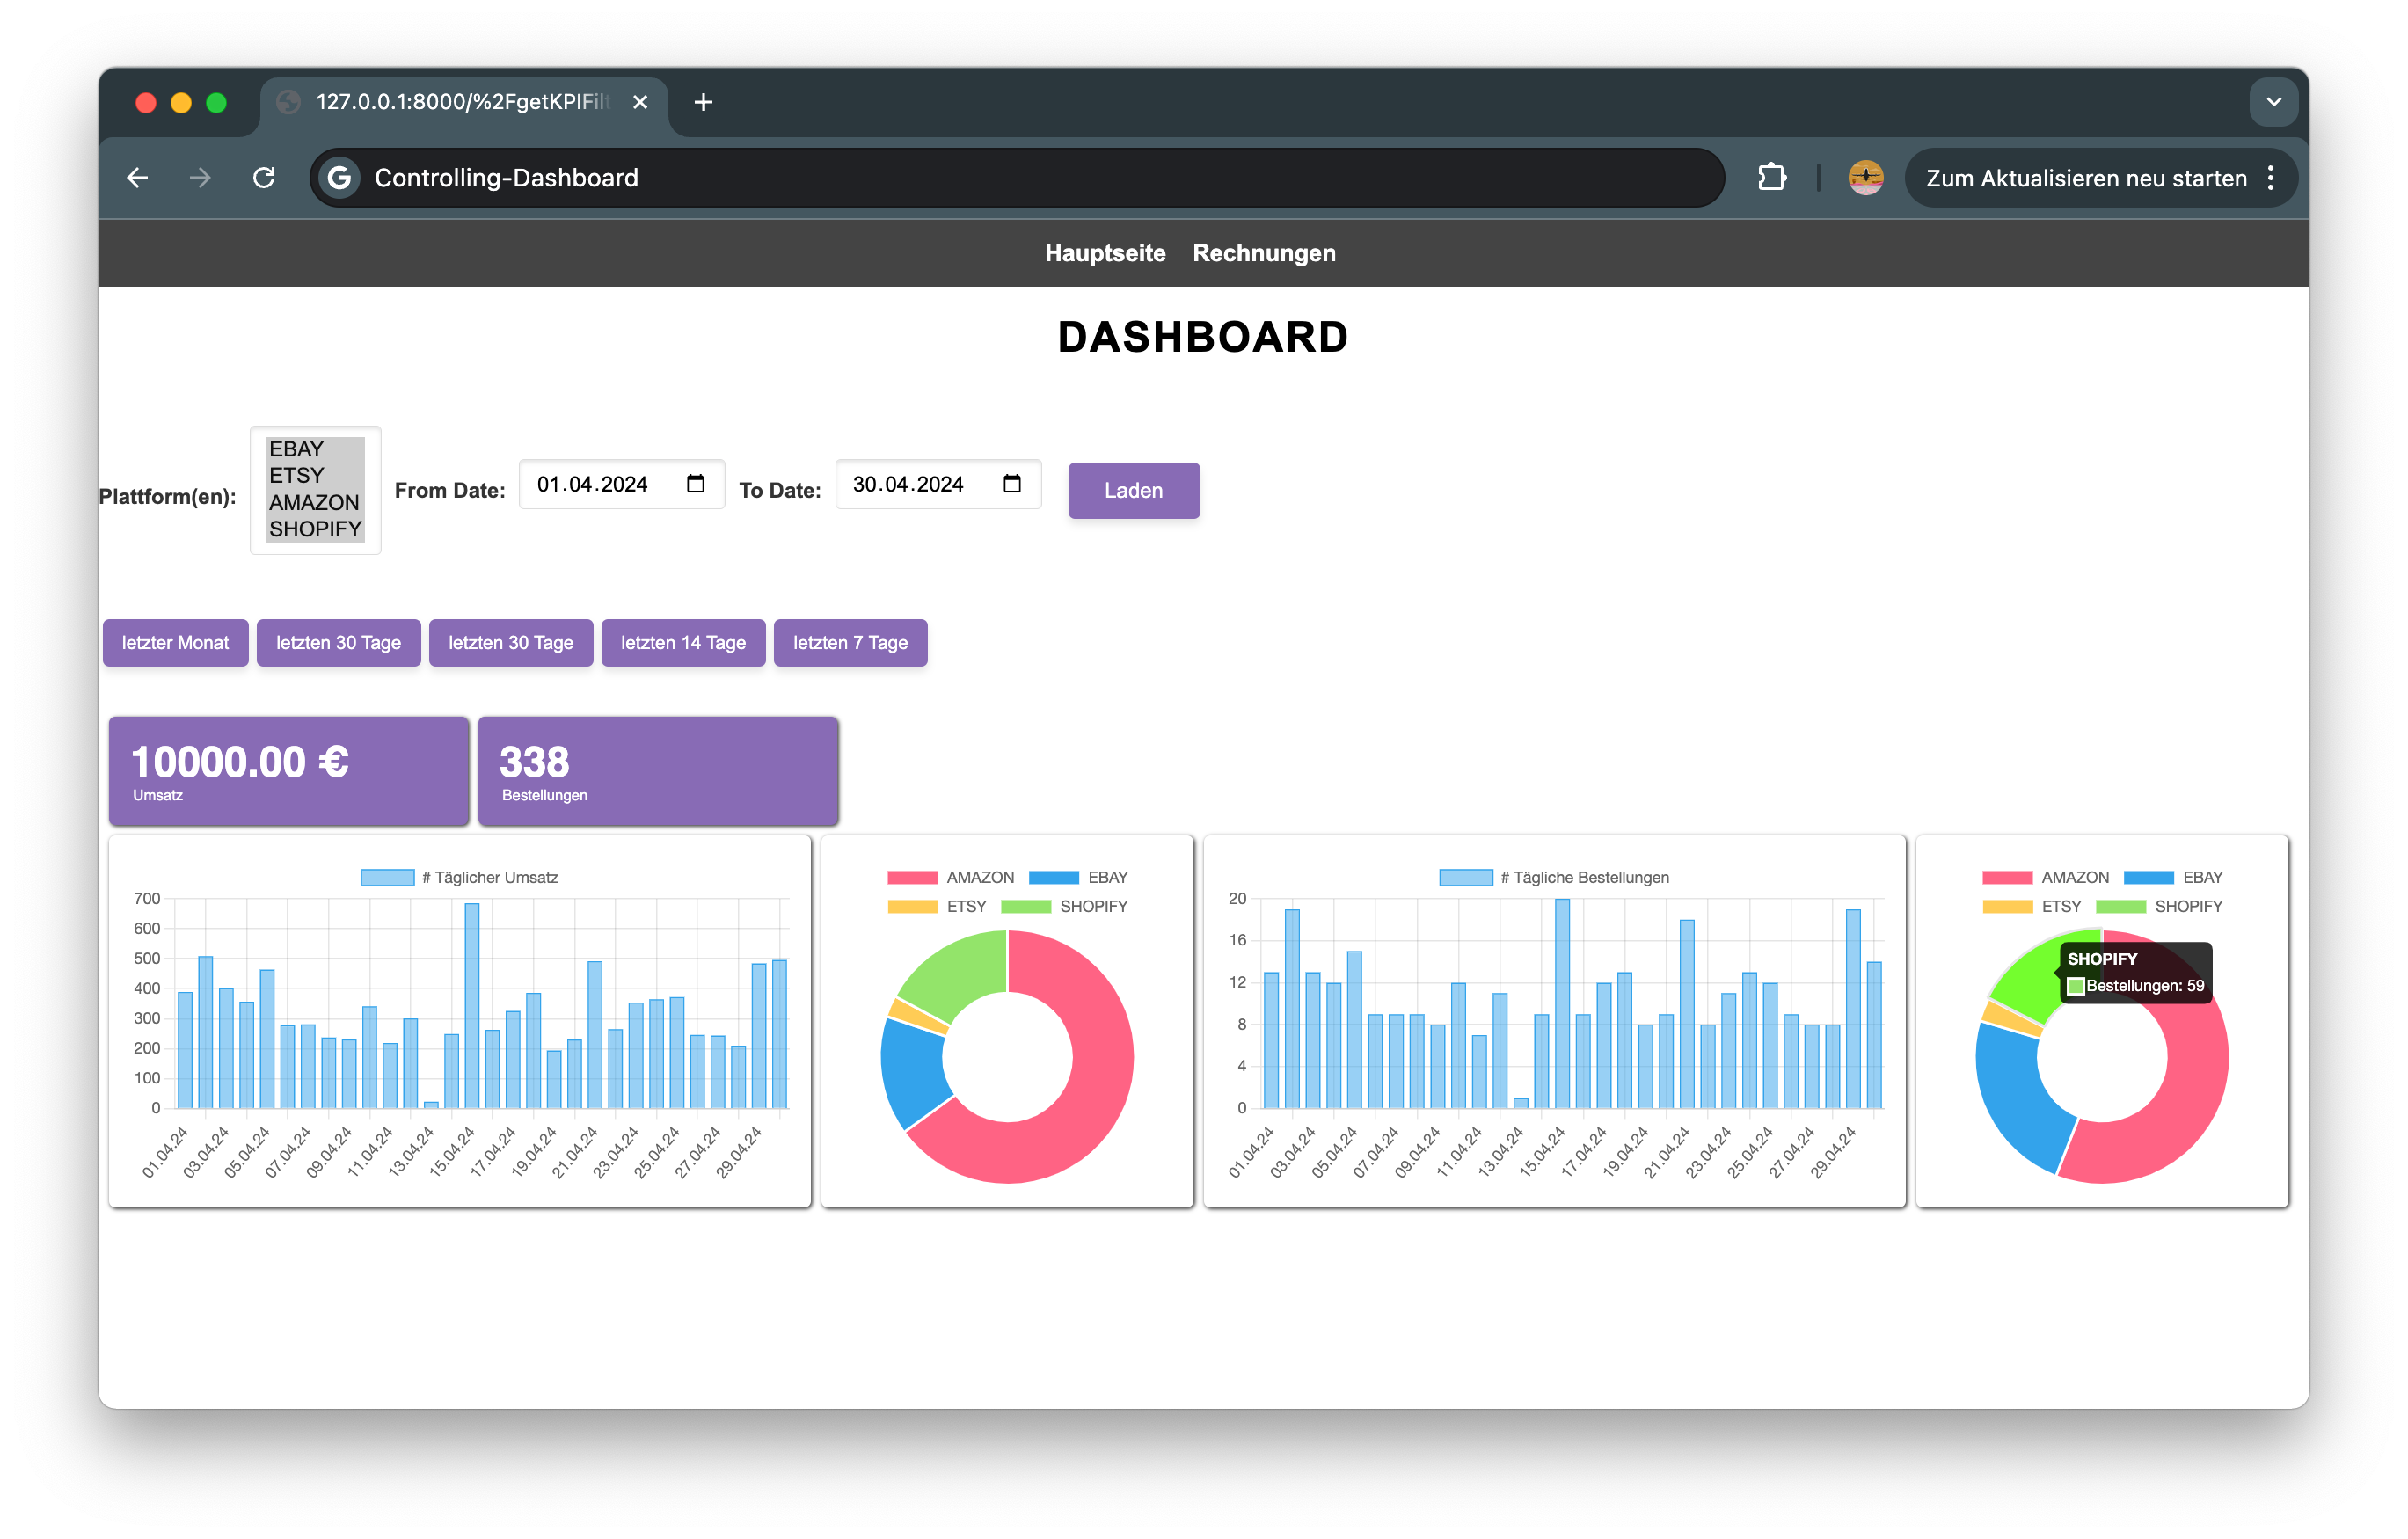 127.0.0.1:8000/%2FgetKPIFilt
Controlling-Dashboard
Zum Aktualisieren neu starten
Hauptseite Rechnungen
DASHBOARD
Plattform(en):
EBAY
ETSY
AMAZON
SHOPIFY
From Date: 01.04.2024 To Date: 30.04.2024 Laden
letzter Monat letzten 30 Tage letzten 30 Tage letzten 14 Tage letzten 7 Tage
10000.00 €
Umsatz
338
Bestellungen
# Täglicher Umsatz
700
600
500
400
300
200
100
0
01.04.24 03.04.24 05.04.24 07.04.24 09.04.24 11.04.24 13.04.24 15.04.24 17.04.24 19.04.24 21.04.24 23.04.24 25.04.24 27.04.24 29.04.24
AMAZON EBAY
ETSY SHOPIFY
# Tägliche Bestellungen
20
16
12
8
4
0
01.04.24 03.04.24 05.04.24 07.04.24 09.04.24 11.04.24 13.04.24 15.04.24 17.04.24 19.04.24 21.04.24 23.04.24 25.04.24 27.04.24 29.04.24
AMAZON EBAY
ETSY SHOPIFY
SHOPIFY
Bestellungen: 59